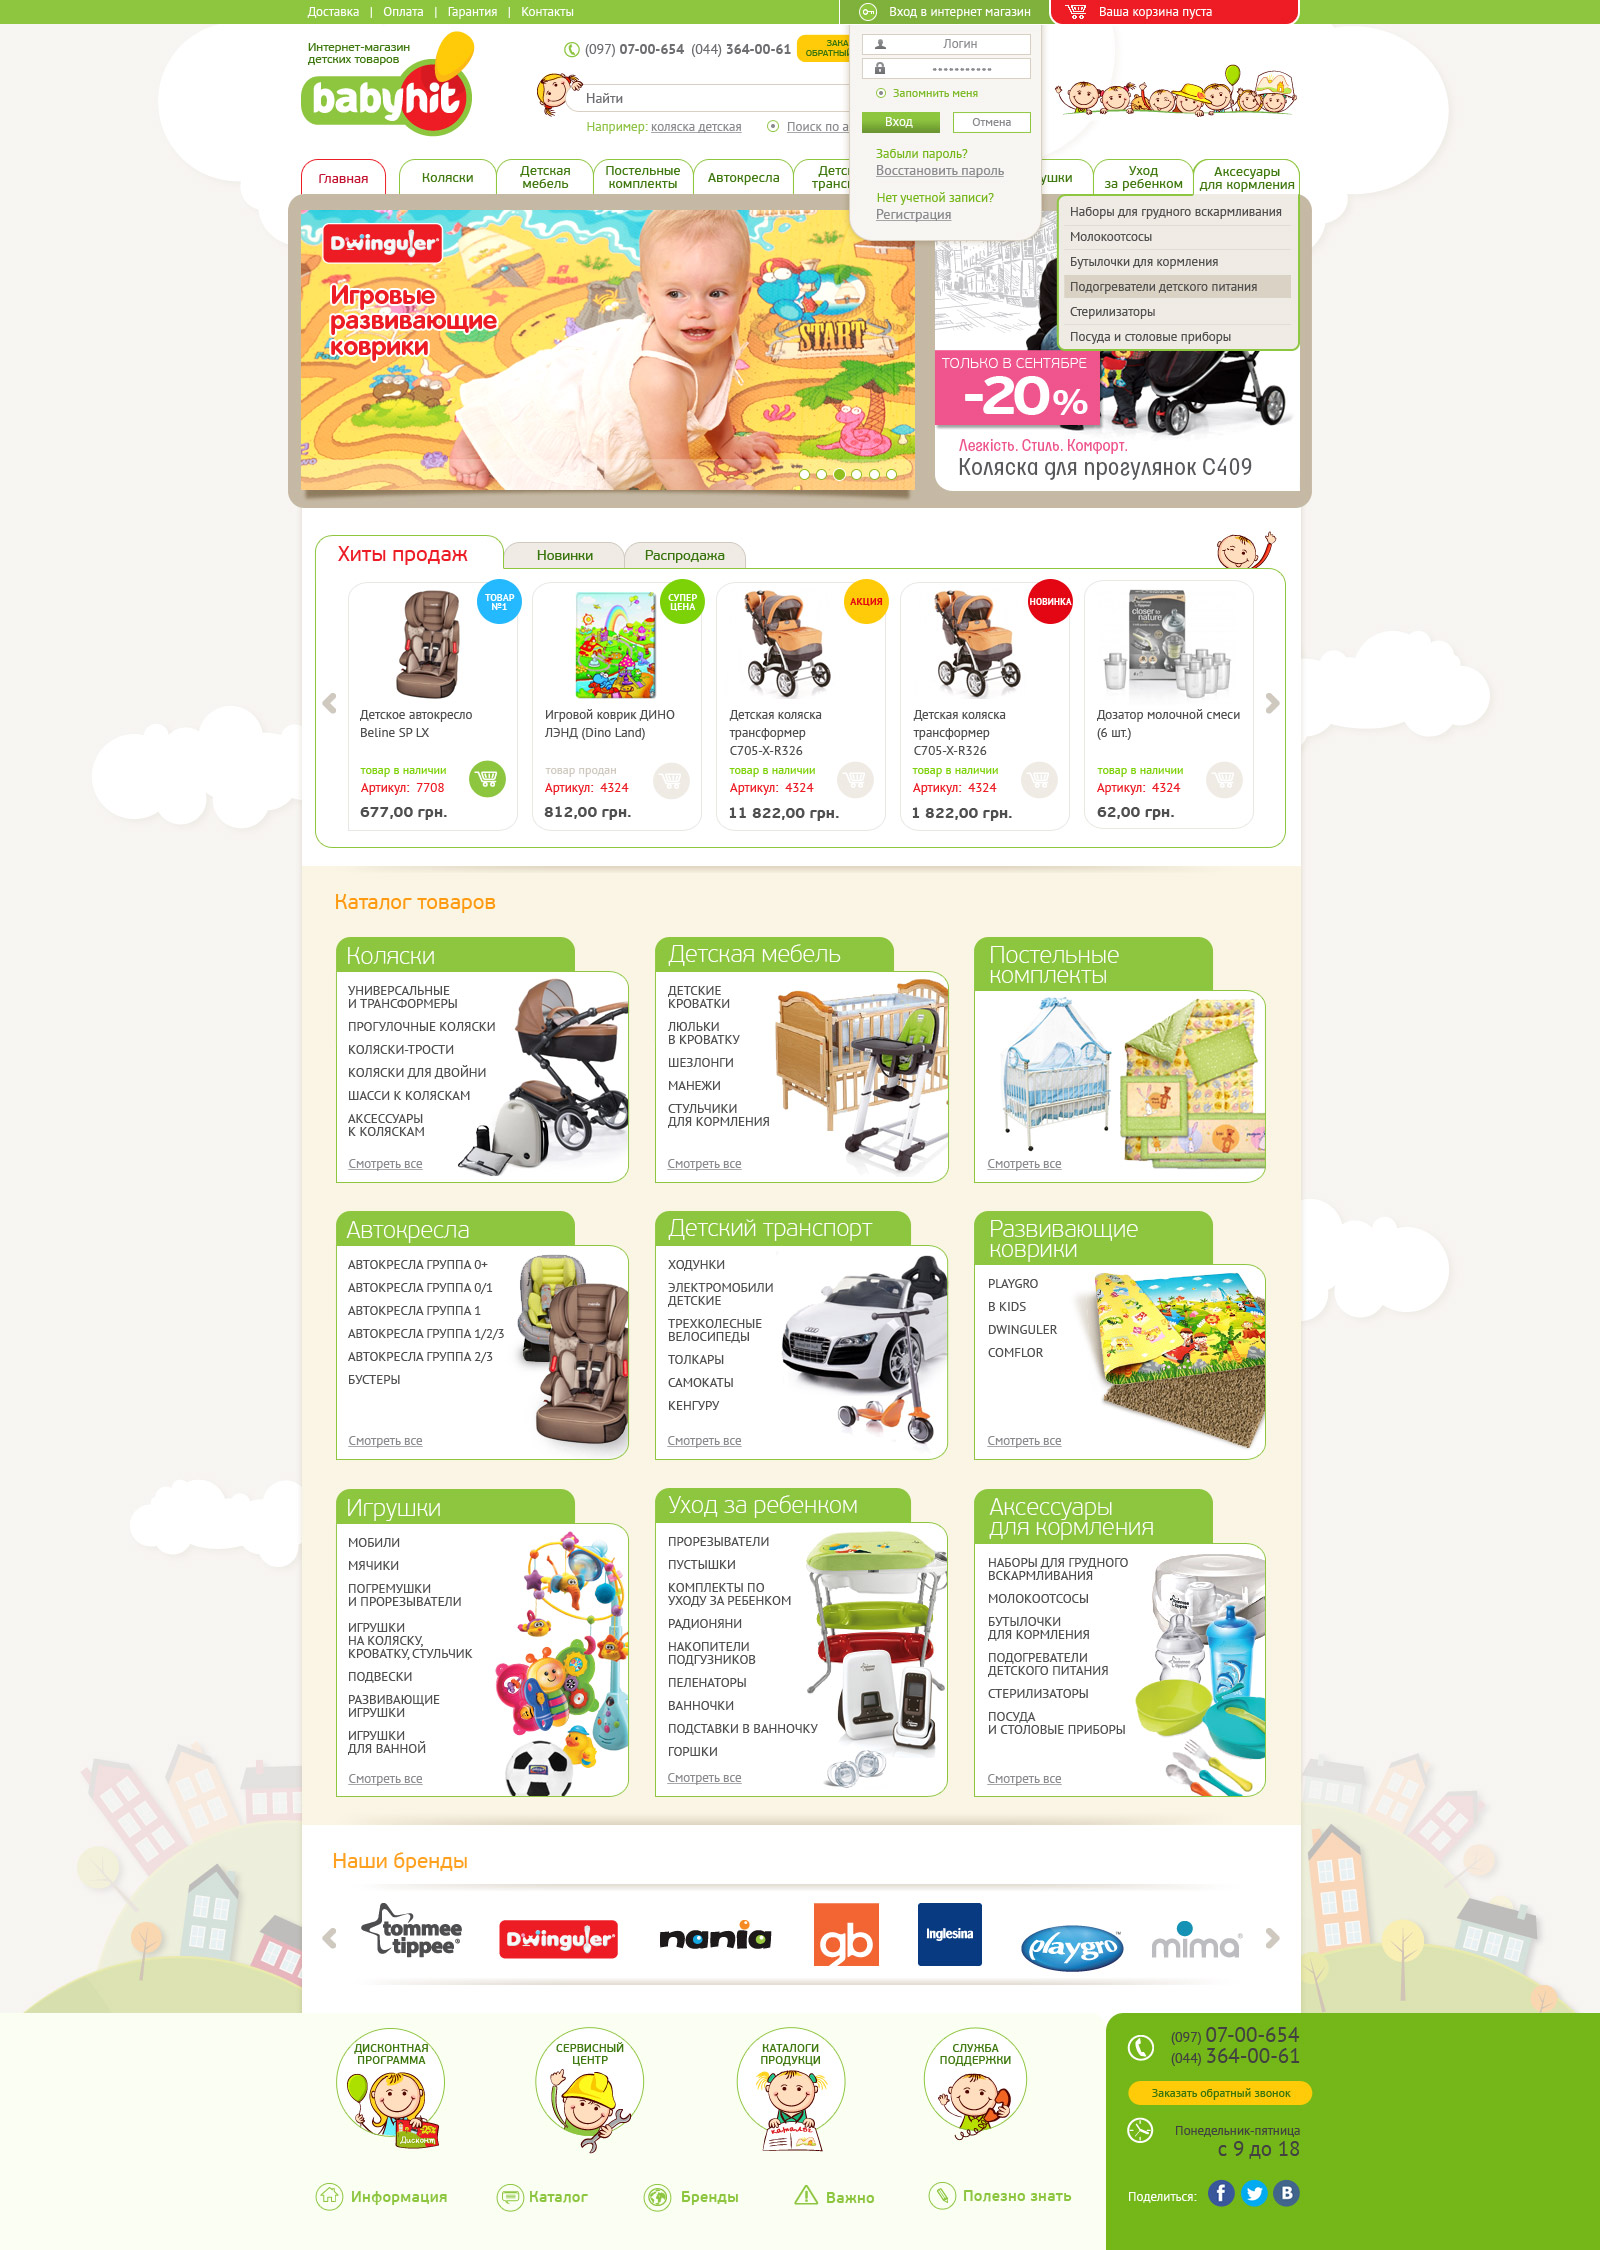 Доставка | Оплата | Гарантия | Контакты
Вход в интернет магазин
Ваша корзина пуста
Интернет-магазин
детских товаров
babyhit
(097) 07-00-654 (044) 364-00-61
ЗАКА
ОБРАТНЫЙ
Найти
Например: коляска детская
Поиск по а
Логин
Запомнить меня
Вход
Отмена
Забыли пароль?
Восстановить пароль
Нет учетной записи?
Регистрация
Главная
Коляски
Детская
мебель
Постельные
комплекты
Автокресла
Детс
транс
ушки
Уход
за ребенком
Аксесуары
для кормления
Наборы для грудного вскармливания
Молокоотсосы
Бутылочки для кормления
Подогреватели детского питания
Стерилизаторы
Посуда и столовые приборы
Dwinguler
Игровые
развивающие
коврики
START
ТОЛЬКО В СЕНТЯБРЕ
-20%
Легкість. Стиль. Комфорт.
Коляска для прогулянок С409
Хиты продаж
Новинки
Распродажа
ТОВАР
№1
Детское автокресло
Beline SP LX
товар в наличии
Артикул: 7708
677,00 грн.
СУПЕР
ЦЕНА
Игровой коврик ДИНО
ЛЭНД (Dino Land)
товар продан
Артикул: 4324
812,00 грн.
АКЦИЯ
Детская коляска
трансформер
С705-X-R326
товар в наличии
Артикул: 4324
11 822,00 грн.
НОВИНКА
Детская коляска
трансформер
С705-X-R326
товар в наличии
Артикул: 4324
1 822,00 грн.
closer to
nature
Дозатор молочной смеси
(6 шт.)
товар в наличии
Артикул: 4324
62,00 грн.
Каталог товаров
Коляски
УНИВЕРСАЛЬНЫЕ
И ТРАНСФОРМЕРЫ
ПРОГУЛОЧНЫЕ КОЛЯСКИ
КОЛЯСКИ-ТРОСТИ
КОЛЯСКИ ДЛЯ ДВОЙНИ
ШАССИ К КОЛЯСКАМ
АКСЕССУАРЫ
К КОЛЯСКАМ
Смотреть все
Детская мебель
ДЕТСКИЕ
КРОВАТКИ
ЛЮЛЬКИ
В КРОВАТКУ
ШЕЗЛОНГИ
МАНЕЖИ
СТУЛЬЧИКИ
ДЛЯ КОРМЛЕНИЯ
Смотреть все
Постельные
комплекты
Смотреть все
Автокресла
АВТОКРЕСЛА ГРУППА 0+
АВТОКРЕСЛА ГРУППА 0/1
АВТОКРЕСЛА ГРУППА 1
АВТОКРЕСЛА ГРУППА 1/2/3
АВТОКРЕСЛА ГРУППА 2/3
БУСТЕРЫ
Смотреть все
Детский транспорт
ХОДУНКИ
ЭЛЕКТРОМОБИЛИ
ДЕТСКИЕ
ТРЕХКОЛЕСНЫЕ
ВЕЛОСИПЕДЫ
ТОЛКАРЫ
САМОКАТЫ
КЕНГУРУ
Смотреть все
Развивающие
коврики
PLAYGRO
B KIDS
DWINGULER
COMFLOR
Смотреть все
Игрушки
МОБИЛИ
МЯЧИКИ
ПОГРЕМУШКИ
И ПРОРЕЗЫВАТЕЛИ
ИГРУШКИ
НА КОЛЯСКУ,
КРОВАТКУ, СТУЛЬЧИК
ПОДВЕСКИ
РАЗВИВАЮЩИЕ
ИГРУШКИ
ИГРУШКИ
ДЛЯ ВАННОЙ
Смотреть все
Уход за ребенком
ПРОРЕЗЫВАТЕЛИ
ПУСТЫШКИ
КОМПЛЕКТЫ ПО
УХОДУ ЗА РЕБЕНКОМ
РАДИОНЯНИ
НАКОПИТЕЛИ
ПОДГУЗНИКОВ
ПЕЛЕНАТОРЫ
ВАННОЧКИ
ПОДСТАВКИ В ВАННОЧКУ
ГОРШКИ
Смотреть все
Аксессуары
для кормления
НАБОРЫ ДЛЯ ГРУДНОГО
ВСКАРМЛИВАНИЯ
МОЛОКООТСОСЫ
БУТЫЛОЧКИ
ДЛЯ КОРМЛЕНИЯ
ПОДОГРЕВАТЕЛИ
ДЕТСКОГО ПИТАНИЯ
СТЕРИЛИЗАТОРЫ
ПОСУДА
И СТОЛОВЫЕ ПРИБОРЫ
Смотреть все
Наши бренды
tommee
tippee
Dwinguler
nania
gb
Inglesina
playgro
mima
ДИСКОНТНАЯ
ПРОГРАММА
-25%
Дисконт
СЕРВИСНЫЙ
ЦЕНТР
КАТАЛОГИ
ПРОДУКЦИ
каталог
СЛУЖБА
ПОДДЕРЖКИ
Информация
Каталог
Бренды
Важно
Полезно знать
(097) 07-00-654
(044) 364-00-61
Заказать обратный звонок
Понедельник-пятница
с 9 до 18
Поделиться: